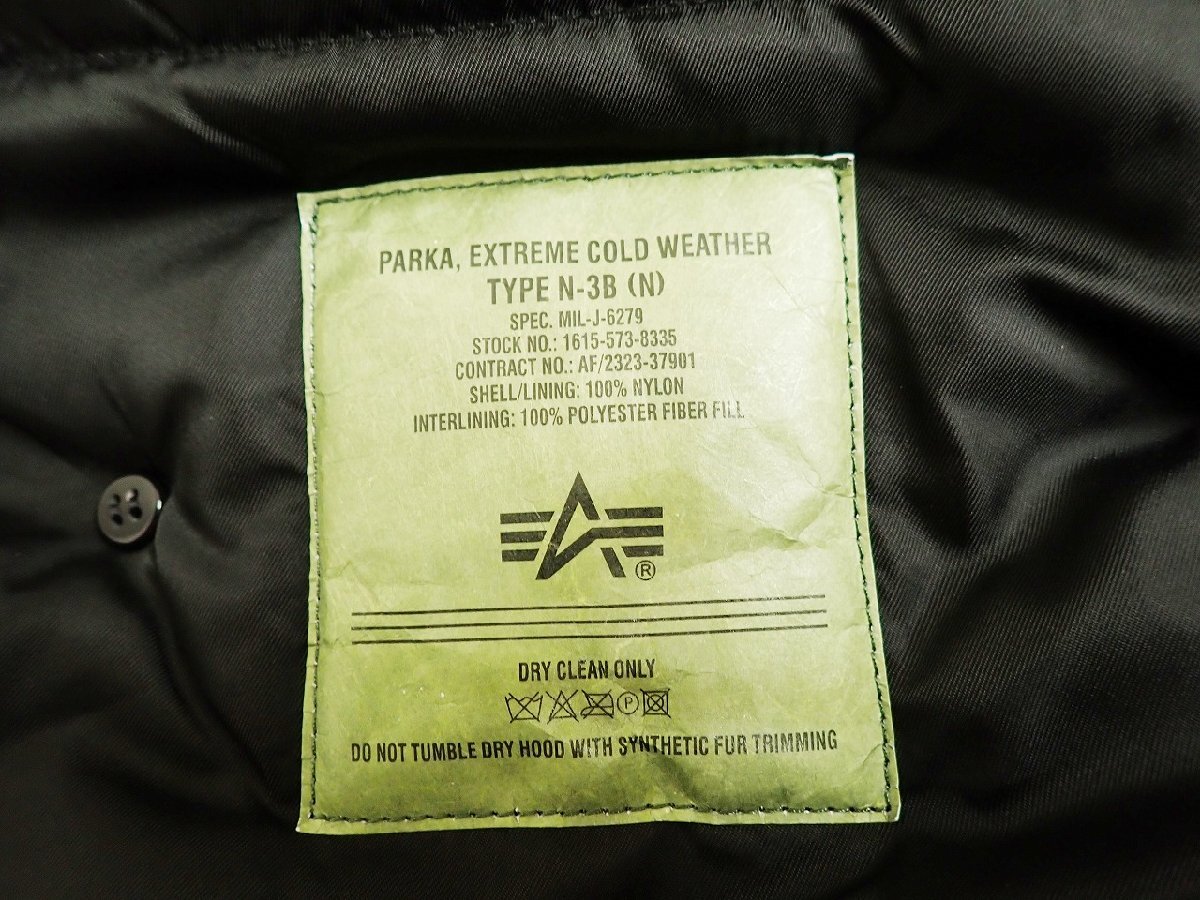 PARKA, EXTREME COLD WEATHER
TYPE N-3B (N)
SPEC. MIL-J-6279
STOCK NO.: 1615-573-8335
CONTRACT NO.: AF/2323-37901
SHELL/LINING: 100% NYLON
INTERLINING: 100% POLYESTER FIBER FILL
®
DRY CLEAN ONLY
P
DO NOT TUMBLE DRY HOOD WITH SYNTHETIC FUR TRIMMING